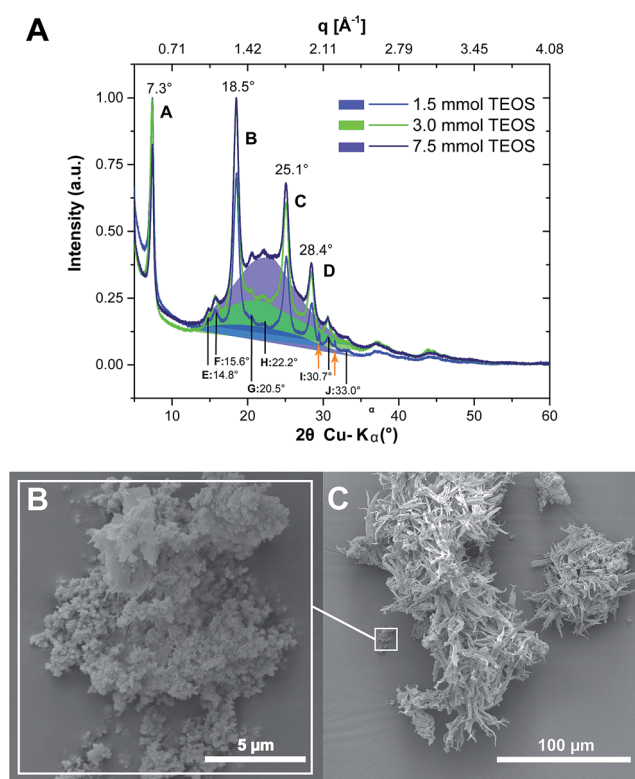 A
q [Å-1]
0.71 1.42 2.11 2.79 3.45 4.08
7.3°
A
18.5°
B
25.1°
C
28.4°
D
1.5 mmol TEOS
3.0 mmol TEOS
7.5 mmol TEOS
1.00
0.75
0.50
0.25
0.00
Intensity (a.u.)
F:15.6° H:22.2°
E:14.8° I:30.7°
G:20.5° J:33.0°
10 20 30 40 50 60
α
2θ Cu-Kα(°)
B
5 µm
C
100 µm